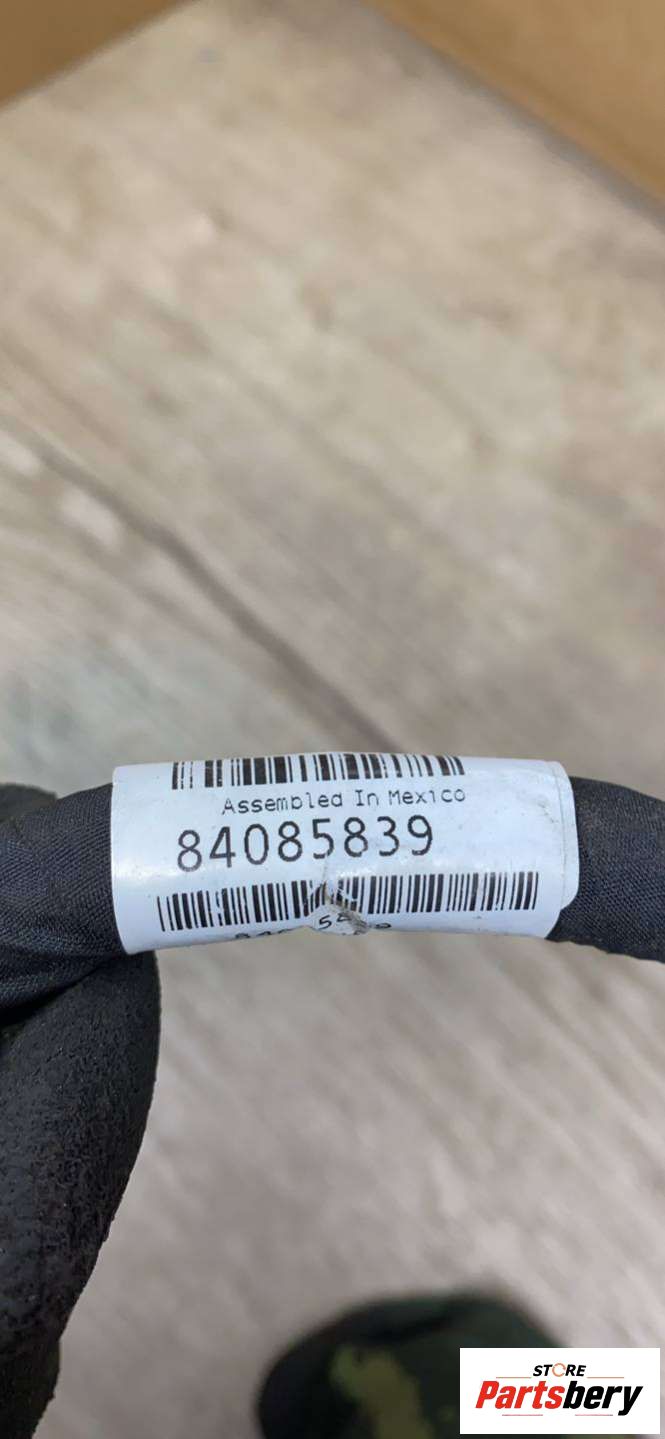 Assembled In Mexico
84085839
STORE
Partsbery